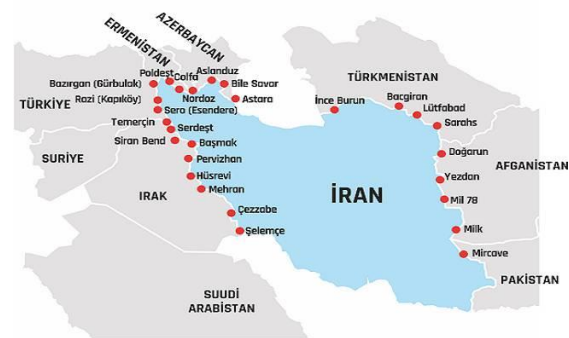 ERMENİSTAN
AZERBAYCAN
Poldeşt
Colfa
Aslanduz
Bazırgan (Gürbulak)
Nordoz
Bile Savar
TÜRKMENİSTAN
TÜRKİYE
Razi (Kapıköy)
Astara
İnce Burun
Bacgiran
Sero (Esendere)
Lütfabad
Temerçin
Serdeşt
Sarahs
Siran Bend
Başmak
SURİYE
Pervizhan
Doğarun
AFGANİSTAN
Hüsrevi
Yezdan
IRAK
Mehran
İRAN
Mil 78
Çezzabe
Şelemçe
Milk
Mircave
PAKİSTAN
SUUDİ
ARABİSTAN